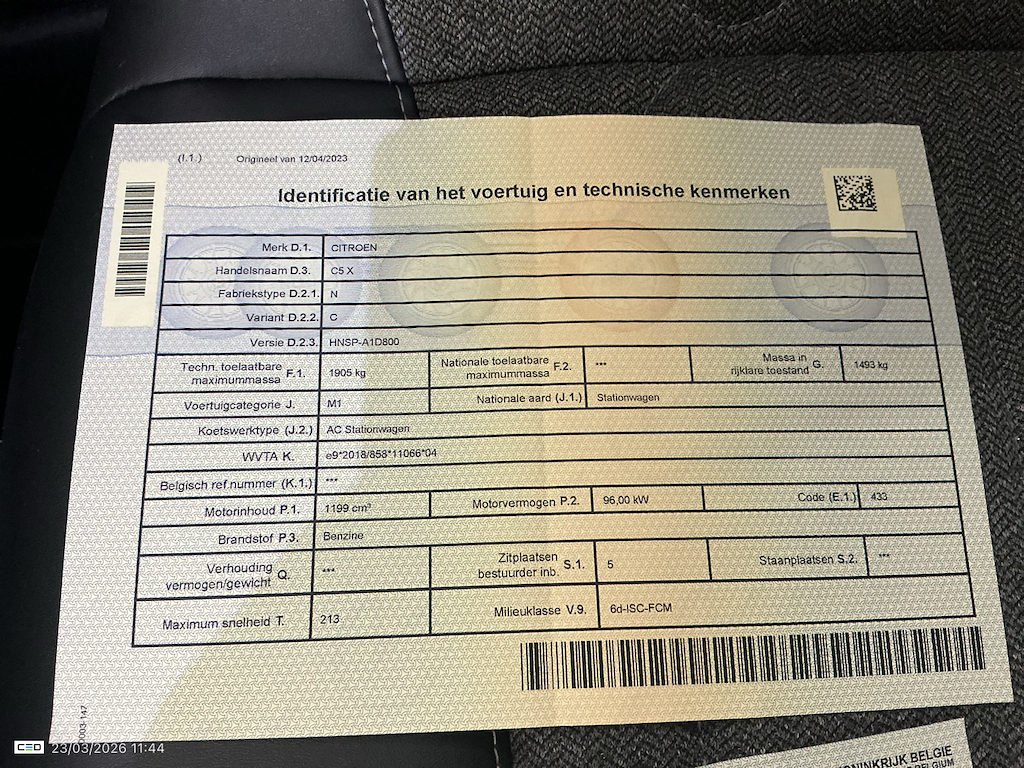 (I.1.) Origineel van 12/04/2023
Identificatie van het voertuig en technische kenmerken
Merk D.1. CITROEN
Handelsnaam D.3. C5 X
Fabriekstype D.2.1. N
Variant D.2.2. C
Versie D.2.3. HNSP-A1D800
Techn. toelaatbare maximummassa F.1. 1905 kg Nationale toelaatbare maximummassa F.2. *** Massa in rijklare toestand G. 1493 kg
Voertuigcategorie J. M1 Nationale aard (J.1.) Stationwagen
Koetswerktype (J.2.) AC Stationwagen
WVTA K. e9*2018/858*11066*04
Belgisch ref.nummer (K.1.) ***
Motorinhoud P.1. 1199 cm³ Motorvermogen P.2. 96,00 kW Code (E.1.) 433
Brandstof P.3. Benzine
Verhouding vermogen/gewicht Q. *** Zitplaatsen bestuurder inb. S.1. 5 Staanplaatsen S.2. ***
Maximum snelheid T. 213 Milieuklasse V.9. 6d-ISC-FCM
CEO 23/03/2026 11:44
KONINKRIJK BELGIE
BELGIUM